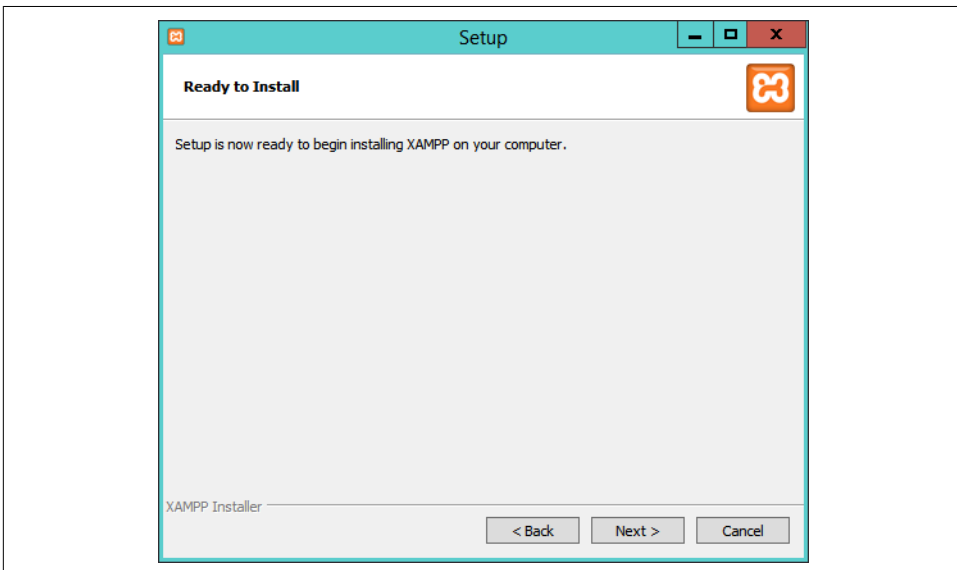 Setup
Ready to Install
Setup is now ready to begin installing XAMPP on your computer.
XAMPP Installer
< Back Next > Cancel